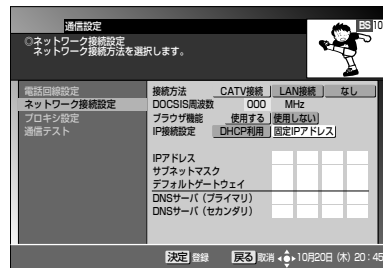 通信設定
BS 10
◎ネットワーク接続設定
ネットワーク接続方法を選択します。
電話回線設定
ネットワーク接続設定
プロキシ設定
通信テスト
接続方法 CATV接続 LAN接続 なし
DOCSIS周波数 000 MHz
ブラウザ機能 使用する 使用しない
IP接続設定 DHCP利用 固定IPアドレス
IPアドレス
サブネットマスク
デフォルトゲートウェイ
DNSサーバ (プライマリ)
DNSサーバ (セカンダリ)
決定 登録 戻る 取消 10月20日 (木) 20:45